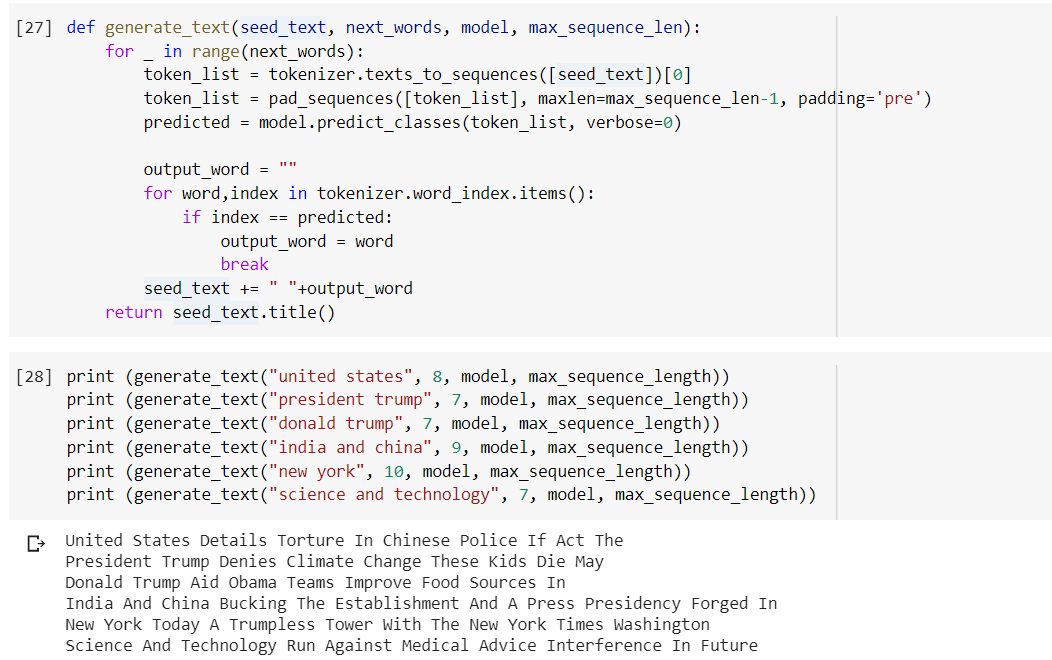 [27] def generate_text(seed_text, next_words, model, max_sequence_len):
for _ in range(next_words):
token_list = tokenizer.texts_to_sequences([seed_text])[0]
token_list = pad_sequences([token_list], maxlen=max_sequence_len-1, padding='pre')
predicted = model.predict_classes(token_list, verbose=0)
output_word = ""
for word,index in tokenizer.word_index.items():
if index == predicted:
output_word = word
break
seed_text += " "+output_word
return seed_text.title()
[28] print (generate_text("united states", 8, model, max_sequence_length))
print (generate_text("president trump", 7, model, max_sequence_length))
print (generate_text("donald trump", 7, model, max_sequence_length))
print (generate_text("india and china", 9, model, max_sequence_length))
print (generate_text("new york", 10, model, max_sequence_length))
print (generate_text("science and technology", 7, model, max_sequence_length))
United States Details Torture In Chinese Police If Act The
President Trump Denies Climate Change These Kids Die May
Donald Trump Aid Obama Teams Improve Food Sources In
India And China Bucking The Establishment And A Press Presidency Forged In
New York Today A Trumpless Tower With The New York Times Washington
Science And Technology Run Against Medical Advice Interference In Future